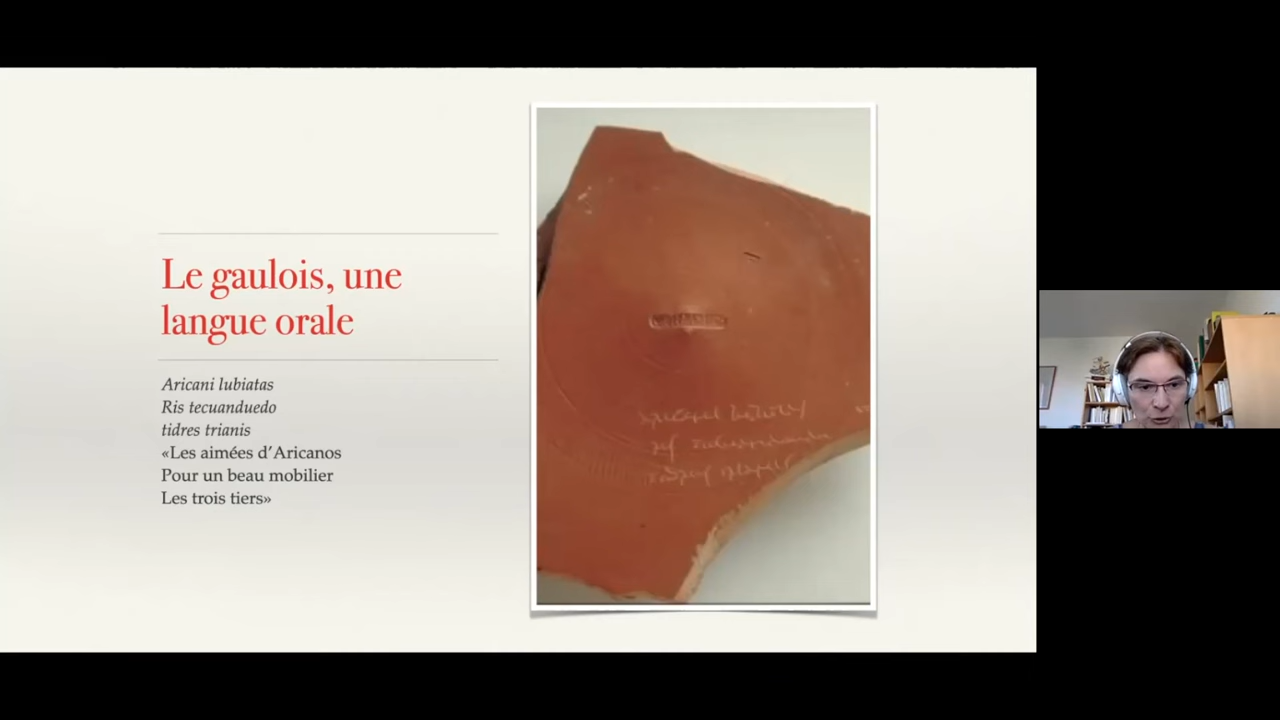 Le gaulois, une
langue orale
Aricani lubiatas
Ris tecuanduedo
tidres trianis
«Les aimées d’Aricanos
Pour un beau mobilier
Les trois tiers»